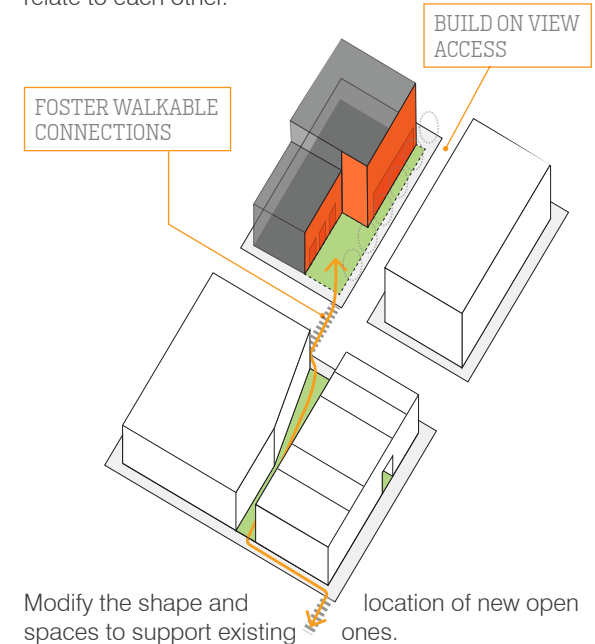 relate to each other.
BUILD ON VIEW
ACCESS
FOSTER WALKABLE
CONNECTIONS
Modify the shape and location of new open
spaces to support existing ones.